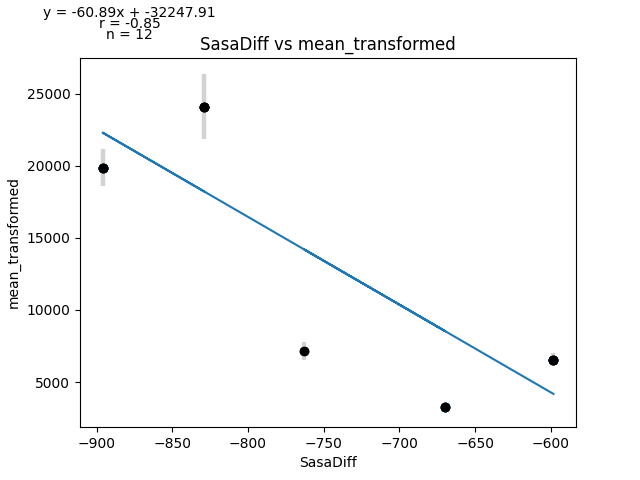 y = -60.89x + -32247.91
r = -0.85
n = 12
SasaDiff vs mean_transformed
25000
20000
15000
10000
5000
mean_transformed
−900 −850 −800 −750 −700 −650 −600
SasaDiff